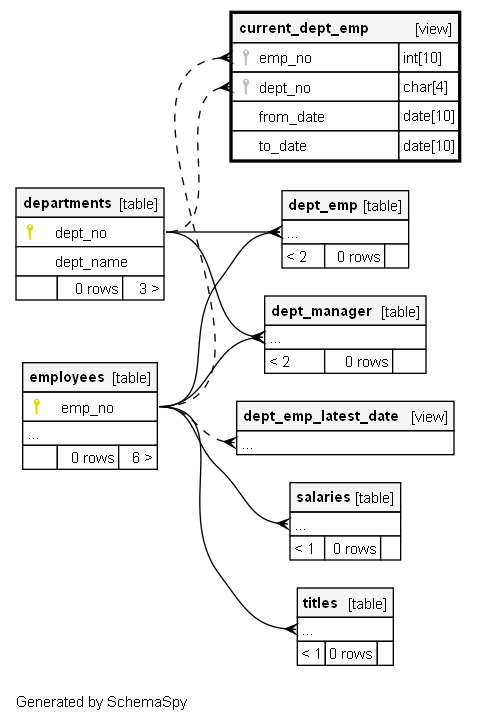 current_dept_emp [view]
emp_no int[10]
dept_no char[4]
from_date date[10]
to_date date[10]
departments [table]
dept_no
dept_name
0 rows 3 >
dept_emp [table]
...
< 2 0 rows
dept_manager [table]
...
< 2 0 rows
employees [table]
emp_no
...
0 rows 6 >
dept_emp_latest_date [view]
...
salaries [table]
...
< 1 0 rows
titles [table]
...
< 1 0 rows
Generated by SchemaSpy